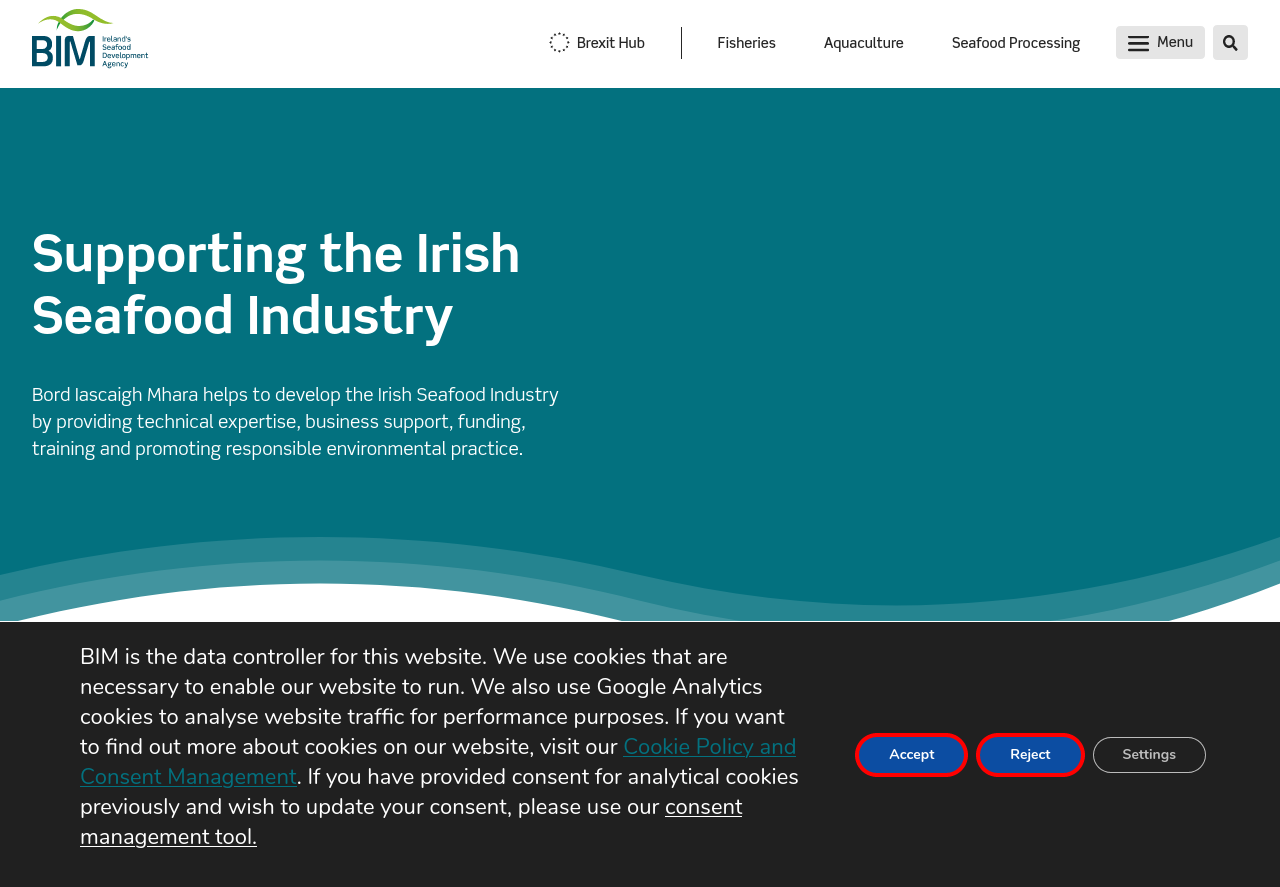 BIM
Ireland's
Seafood
Development
Agency
Brexit Hub
Fisheries
Aquaculture
Seafood Processing
Menu
Supporting the Irish
Seafood Industry
Bord Iascaigh Mhara helps to develop the Irish Seafood Industry
by providing technical expertise, business support, funding,
training and promoting responsible environmental practice.
BIM is the data controller for this website. We use cookies that are
necessary to enable our website to run. We also use Google Analytics
cookies to analyse website traffic for performance purposes. If you want
to find out more about cookies on our website, visit our Cookie Policy and
Consent Management. If you have provided consent for analytical cookies
previously and wish to update your consent, please use our consent
management tool.
Accept
Reject
Settings